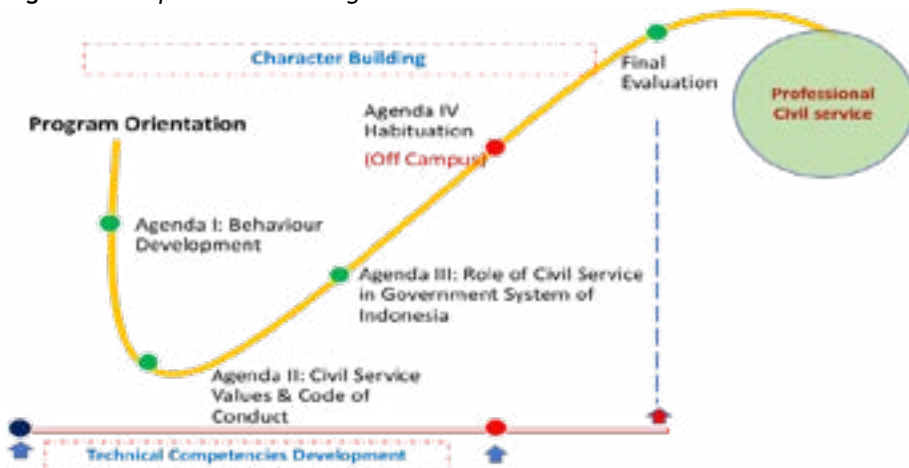 Character Building
Final
Evaluation
Professional
Civil service
Agenda IV
Habituation
(Off Campus)
Program Orientation
Agenda I: Behaviour
Development
Agenda III: Role of Civil Service
in Government System of
Indonesia
Agenda II: Civil Service
Values & Code of
Conduct
Technical Competencies Development